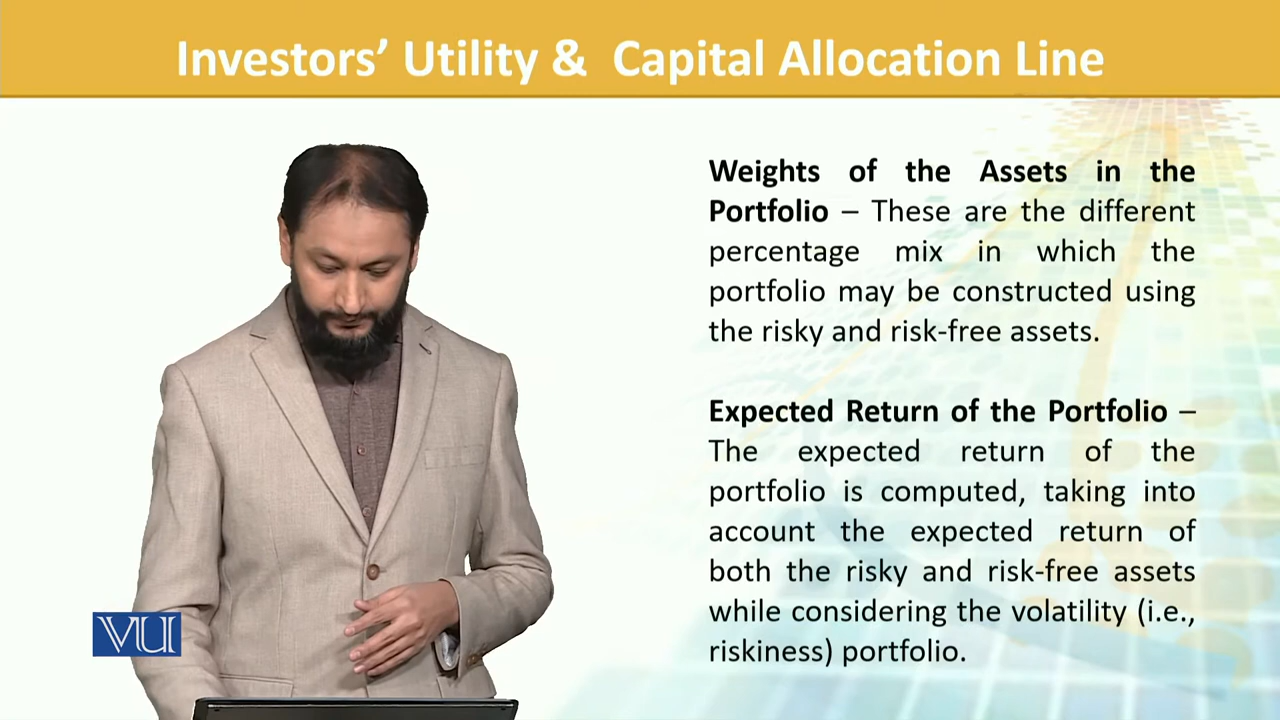 Investors’ Utility & Capital Allocation Line
Weights of the Assets in the
Portfolio – These are the different
percentage mix in which the
portfolio may be constructed using
the risky and risk-free assets.
Expected Return of the Portfolio –
The expected return of the
portfolio is computed, taking into
account the expected return of
both the risky and risk-free assets
while considering the volatility (i.e.,
riskiness) portfolio.
VU